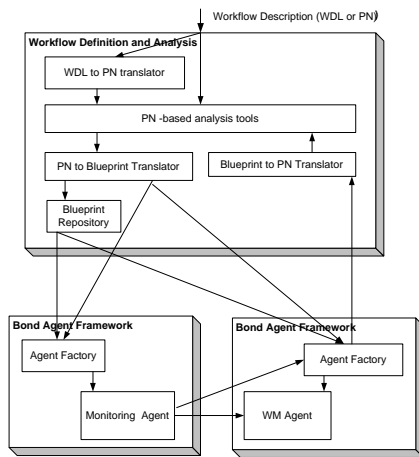 Workflow Description (WDL or PN)
Workflow Definition and Analysis
WDL to PN translator
PN -based analysis tools
PN to Blueprint Translator
Blueprint to PN Translator
Blueprint
Repository
Bond Agent Framework
Agent Factory
Monitoring Agent
Bond Agent Framework
Agent Factory
WM Agent